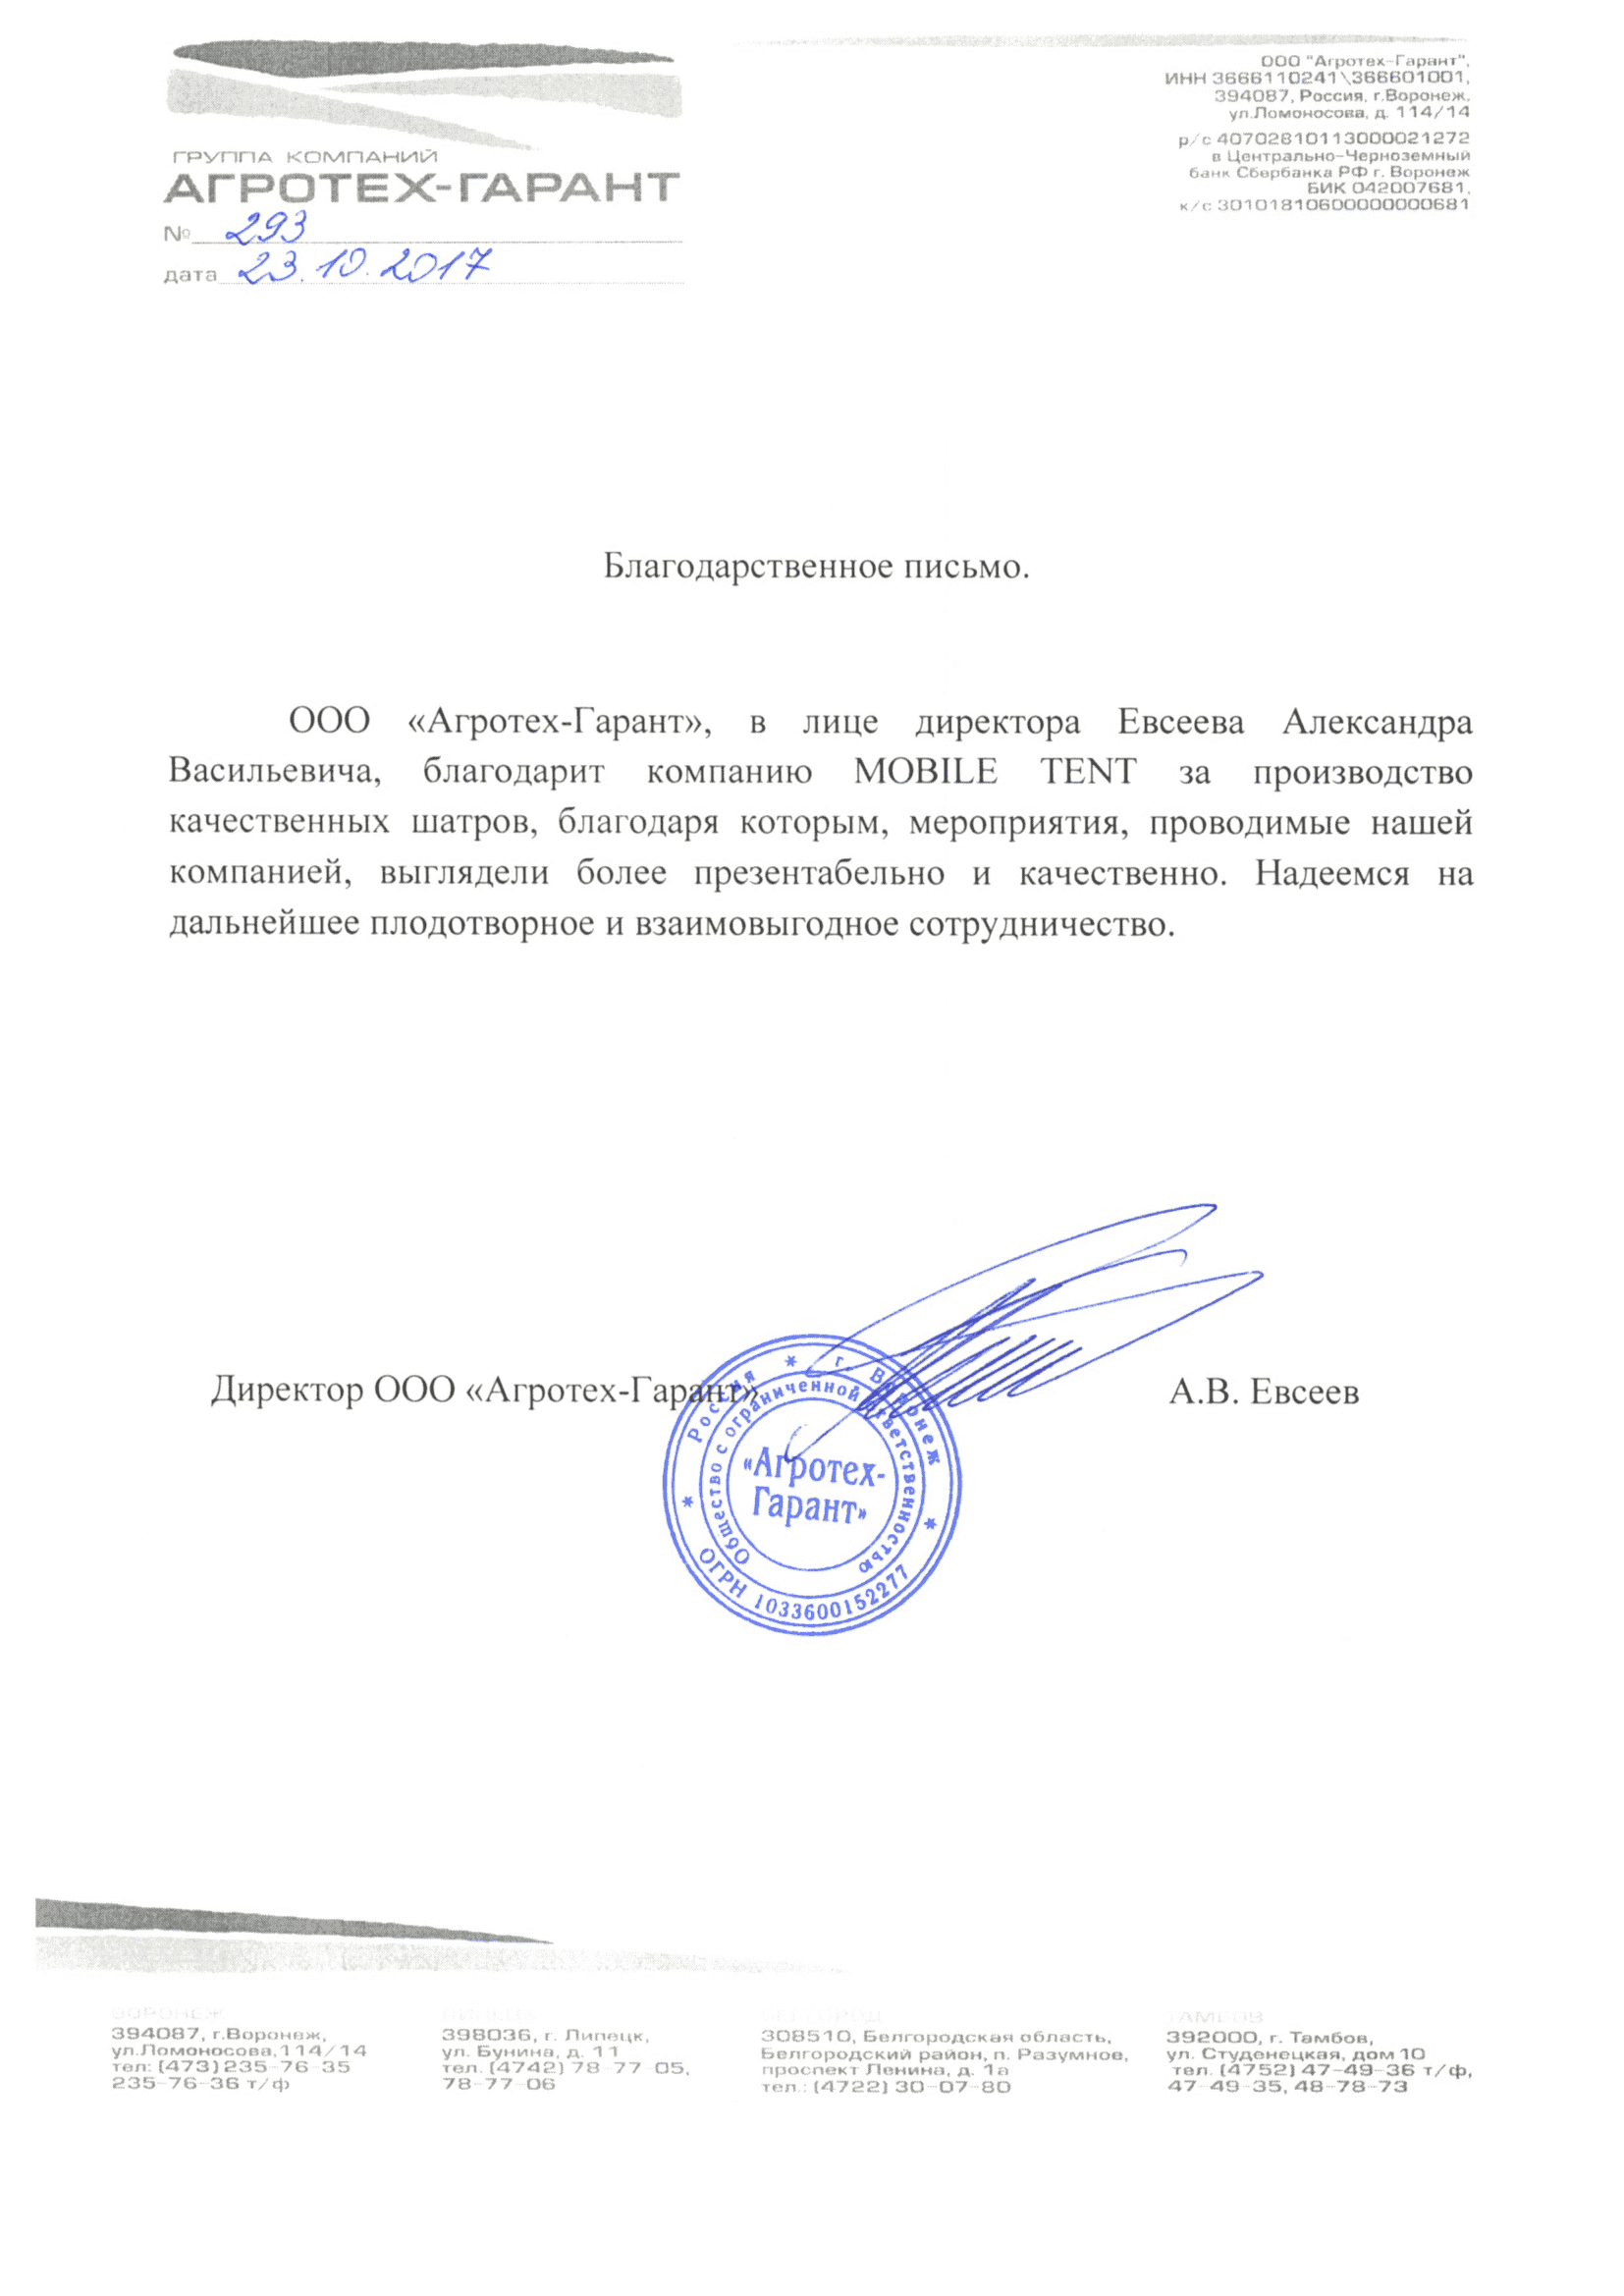 ГРУППА КОМПАНИЙ
АГРОТЕХ-ГАРАНТ
№ 293
дата 23.10.2017
ООО "Агротех-Гарант",
ИНН 3666110241\366601001,
394087, Россия, г.Воронеж,
ул.Ломоносова, д. 114/14
р/с 40702810113000021272
в Центрально-Черноземный
банк Сбербанка РФ г. Воронеж
БИК 042007681,
к/с 30101810600000000681
Благодарственное письмо.
ООО «Агротех-Гарант», в лице директора Евсеева Александра
Васильевича, благодарит компанию MOBILE TENT за производство
качественных шатров, благодаря которым, мероприятия, проводимые нашей
компанией, выглядели более презентабельно и качественно. Надеемся на
дальнейшее плодотворное и взаимовыгодное сотрудничество.
Директор ООО «Агротех-Гарант» А.В. Евсеев
Россия * г. Воронеж *
ОГРН 1033600152277 *
Общество с ограниченной ответственностью
«Агротех-
Гарант»
ВОРОНЕЖ
394087, г.Воронеж,
ул.Ломоносова,114/14
тел: (473) 235-76-35
235-76-36 т/ф
ЛИПЕЦК
398036, г. Липецк,
ул. Бунина, д. 11
тел. (4742) 78-77-05,
78-77-06
БЕЛГОРОД
308510, Белгородская область,
Белгородский район, п. Разумное,
проспект Ленина, д. 1а
тел.: (4722) 30-07-80
ТАМБОВ
392000, г. Тамбов,
ул. Студенецкая, дом 10
тел. (4752) 47-49-36 т/ф,
47-49-35, 48-78-73